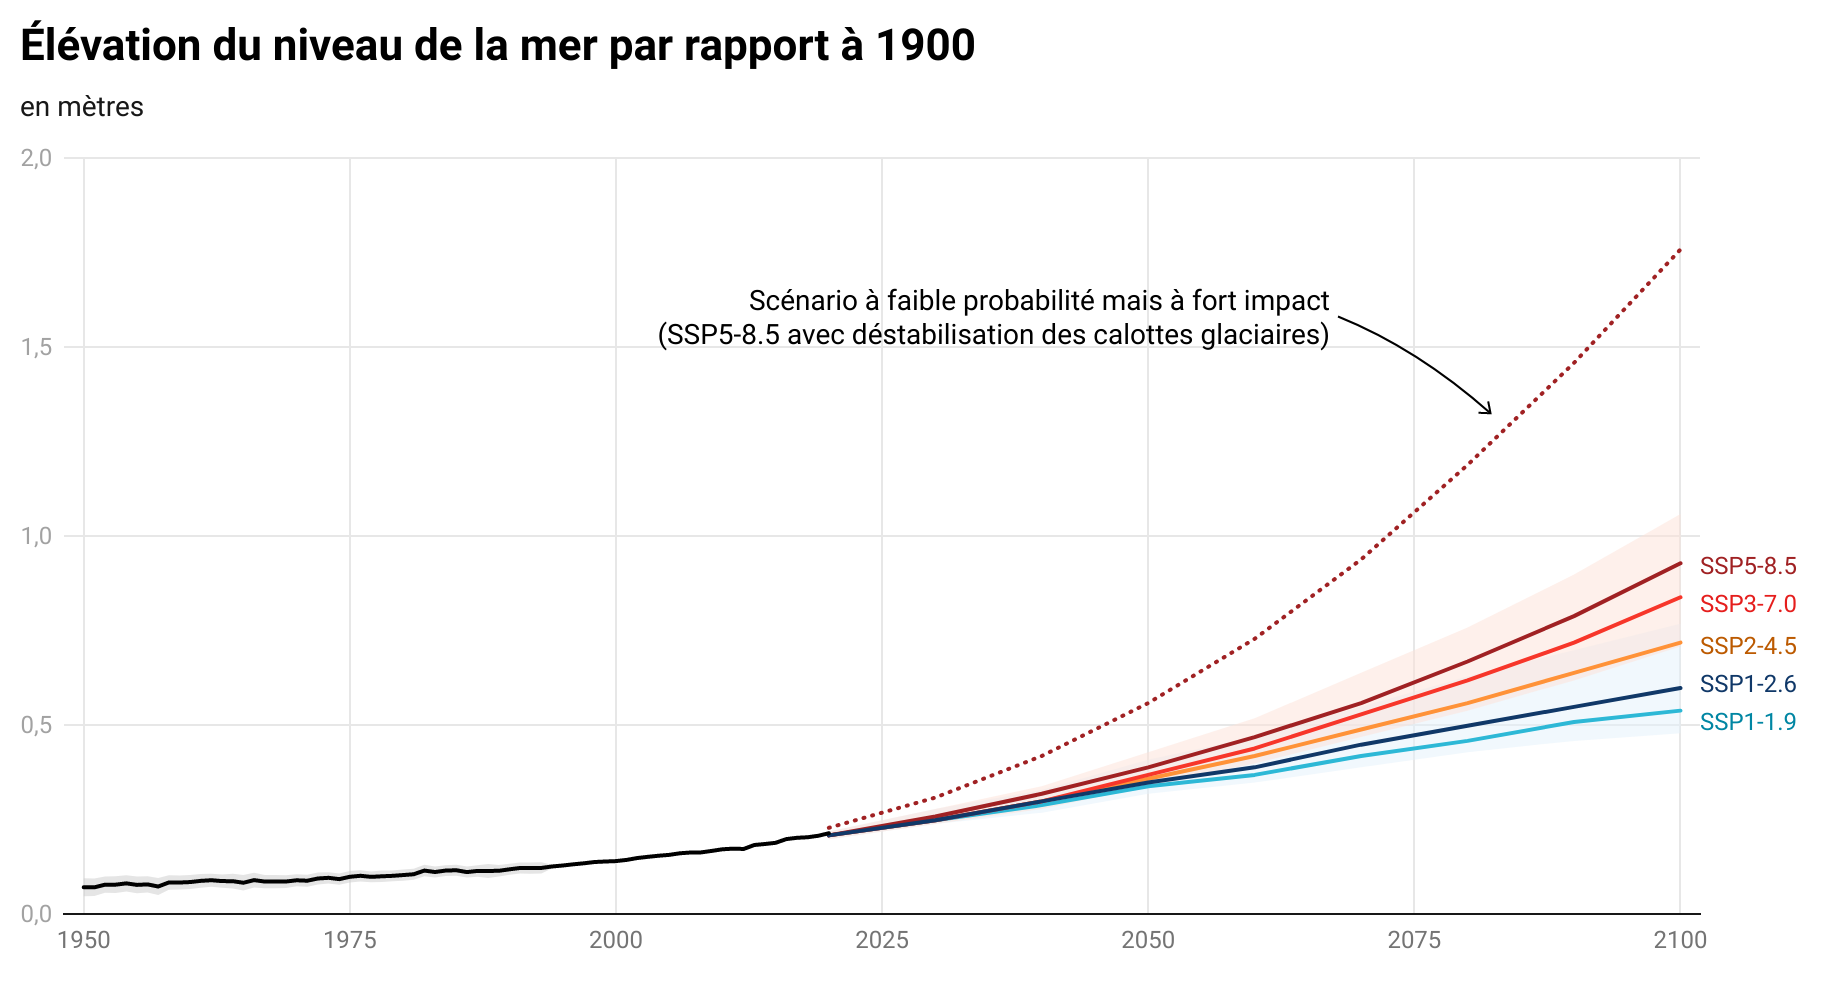 Élévation du niveau de la mer par rapport à 1900
en mètres
2,0
Scénario à faible probabilité mais à fort impact
(SSP5-8.5 avec déstabilisation des calottes glaciaires)
1,5
1,0
SSP5-8.5
SSP3-7.0
SSP2-4.5
SSP1-2.6
0,5
SSP1-1.9
0,0
1950
1975
2000
2025
2050
2075
2100